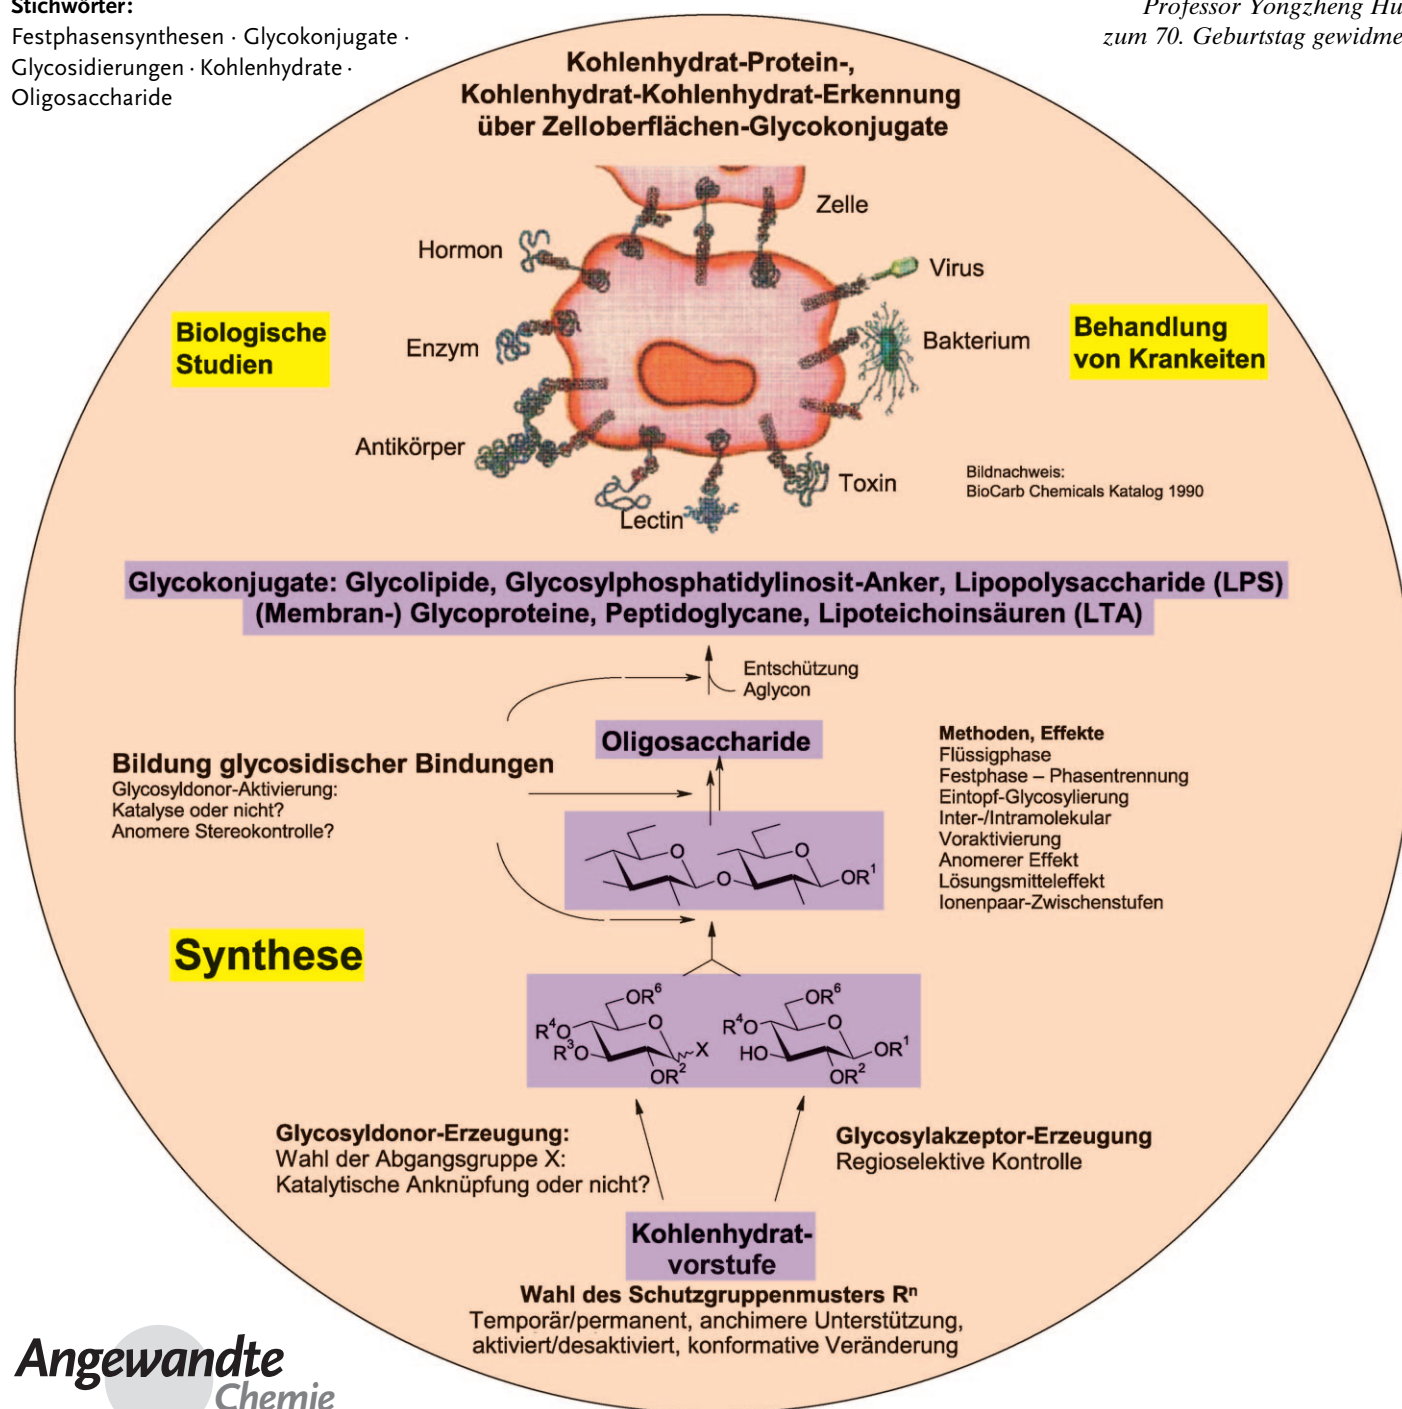 Stichwörter:
Festphasensynthesen · Glycokonjugate ·
Glycosidierungen · Kohlenhydrate ·
Oligosaccharide
Professor Yongzheng Hu
zum 70. Geburtstag gewidme
Kohlenhydrat-Protein-,
Kohlenhydrat-Kohlenhydrat-Erkennung
über Zelloberflächen-Glycokonjugate
Zelle
Hormon
Virus
Biologische
Studien
Enzym
Bakterium
Behandlung
von Krankeiten
Antikörper
Toxin
Lectin
Bildnachweis:
BioCarb Chemicals Katalog 1990
Glycokonjugate: Glycolipide, Glycosylphosphatidylinosit-Anker, Lipopolysaccharide (LPS)
(Membran-) Glycoproteine, Peptidoglycane, Lipoteichoinsäuren (LTA)
Entschützung
Aglycon
Oligosaccharide
Bildung glycosidischer Bindungen
Glycosyldonor-Aktivierung:
Katalyse oder nicht?
Anomere Stereokontrolle?
Methoden, Effekte
Flüssigphase
Festphase – Phasentrennung
Eintopf-Glycosylierung
Inter-/Intramolekular
Voraktivierung
Anomerer Effekt
Lösungsmitteleffekt
Ionenpaar-Zwischenstufen
O
O
O
OR¹
Synthese
OR⁶
R⁴O
O
R³O
X
OR²
OR⁶
R⁴O
O
HO
OR¹
OR²
Glycosyldonor-Erzeugung:
Wahl der Abgangsgruppe X:
Katalytische Anknüpfung oder nicht?
Glycosylakzeptor-Erzeugung
Regioselektive Kontrolle
Kohlenhydrat-
vorstufe
Wahl des Schutzgruppenmusters Rⁿ
Temporär/permanent, anchimere Unterstützung,
aktiviert/desaktiviert, konformative Veränderung
Angewandte
Chemie